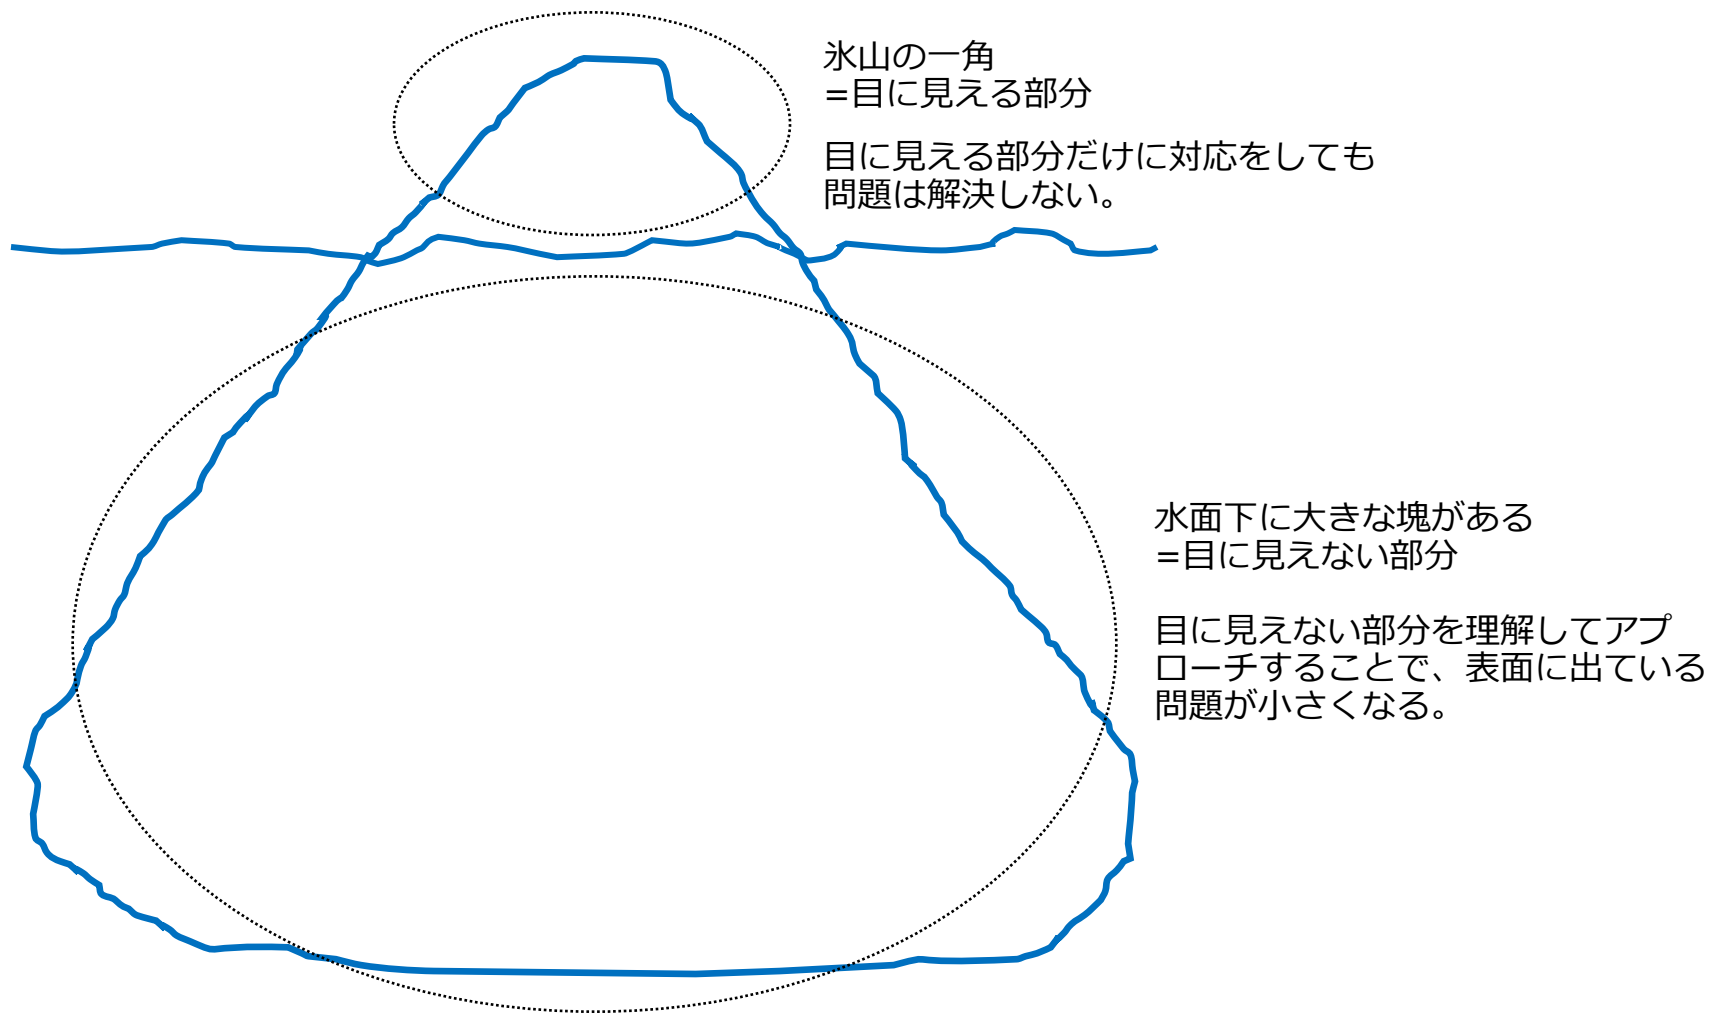 氷山の一角
=目に見える部分
目に見える部分だけに対応をしても
問題は解決しない。
水面下に大きな塊がある
=目に見えない部分
目に見えない部分を理解してアプ
ローチすることで、表面に出ている
問題が小さくなる。